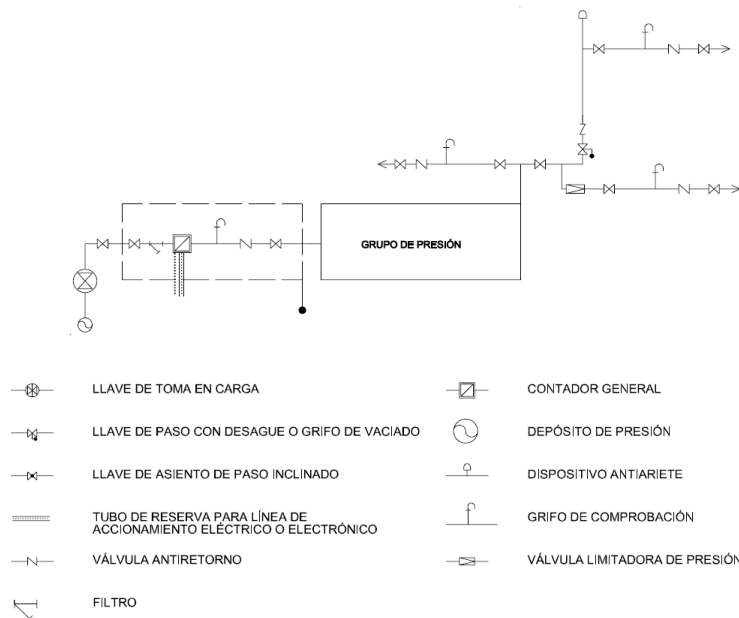 GRUPO DE PRESIÓN
LLAVE DE TOMA EN CARGA
CONTADOR GENERAL
LLAVE DE PASO CON DESAGUE O GRIFO DE VACIADO
DEPÓSITO DE PRESIÓN
LLAVE DE ASIENTO DE PASO INCLINADO
DISPOSITIVO ANTIARIETE
TUBO DE RESERVA PARA LÍNEA DE
ACCIONAMIENTO ELÉCTRICO O ELECTRÓNICO
GRIFO DE COMPROBACIÓN
VÁLVULA ANTIRETORNO
VÁLVULA LIMITADORA DE PRESIÓN
FILTRO